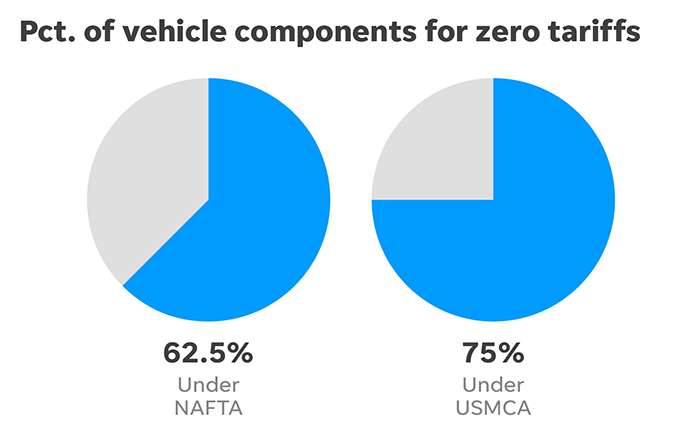 Pct. of vehicle components for zero tariffs
62.5%
Under
NAFTA
75%
Under
USMCA